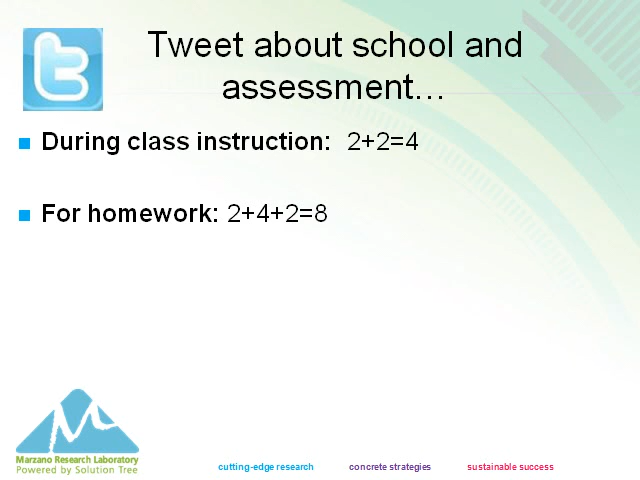 Tweet about school and
assessment…
During class instruction: 2+2=4
For homework: 2+4+2=8
Marzano Research Laboratory
Powered by Solution Tree
cutting-edge research concrete strategies sustainable success